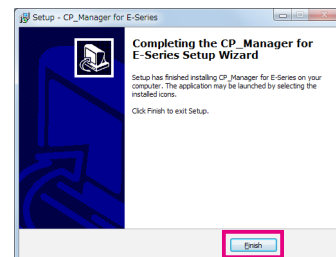 Setup - CP_Manager for E-Series
Completing the CP_Manager for
E-Series Setup Wizard
Setup has finished installing CP_Manager for E-Series on your
computer. The application may be launched by selecting the
installed icons.
Click Finish to exit Setup.
Finish